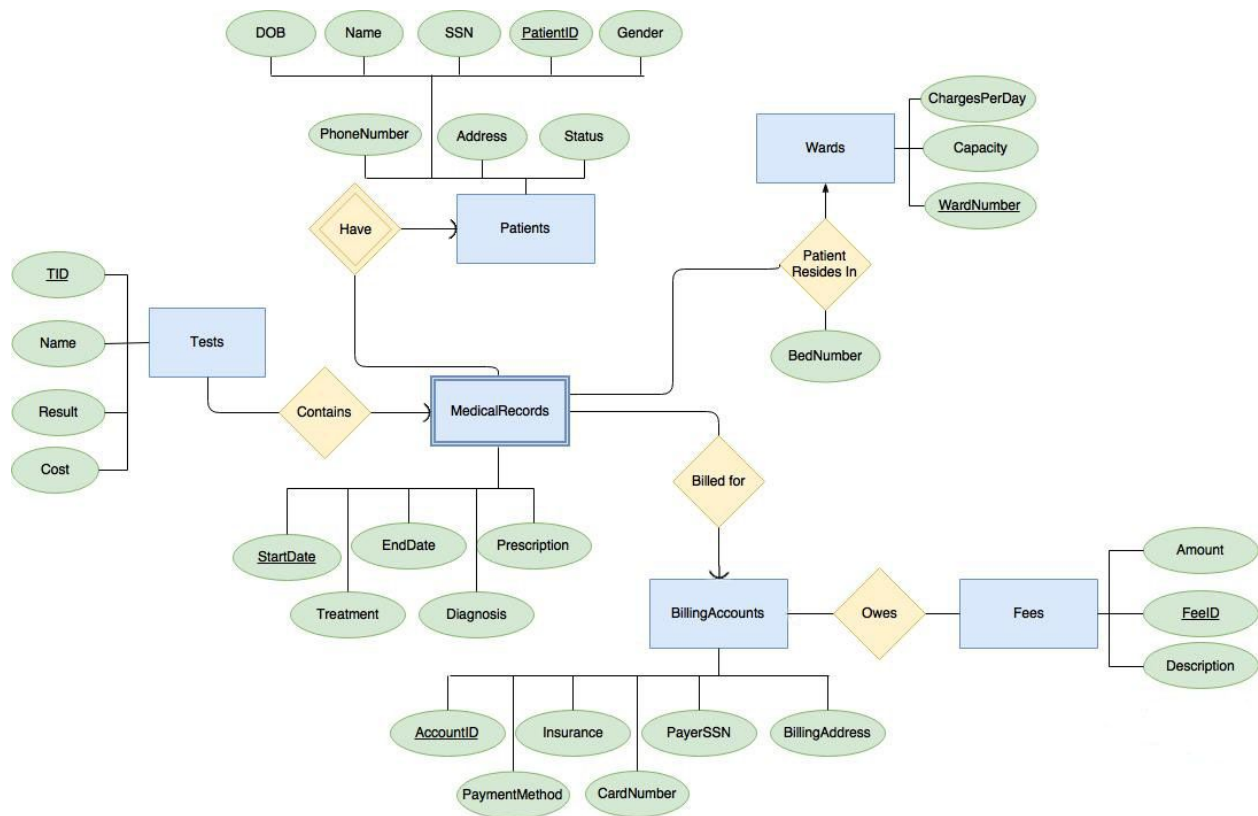 DOB
Name
SSN
PatientID
Gender
ChargesPerDay
PhoneNumber
Address
Status
Wards
Capacity
WardNumber
Have
Patients
Patient
Resides In
TID
Tests
Name
BedNumber
Result
Contains
MedicalRecords
Cost
Billed for
StartDate
EndDate
Prescription
Amount
Treatment
Diagnosis
BillingAccounts
Owes
Fees
FeeID
Description
AccountID
Insurance
PayerSSN
BillingAddress
PaymentMethod
CardNumber